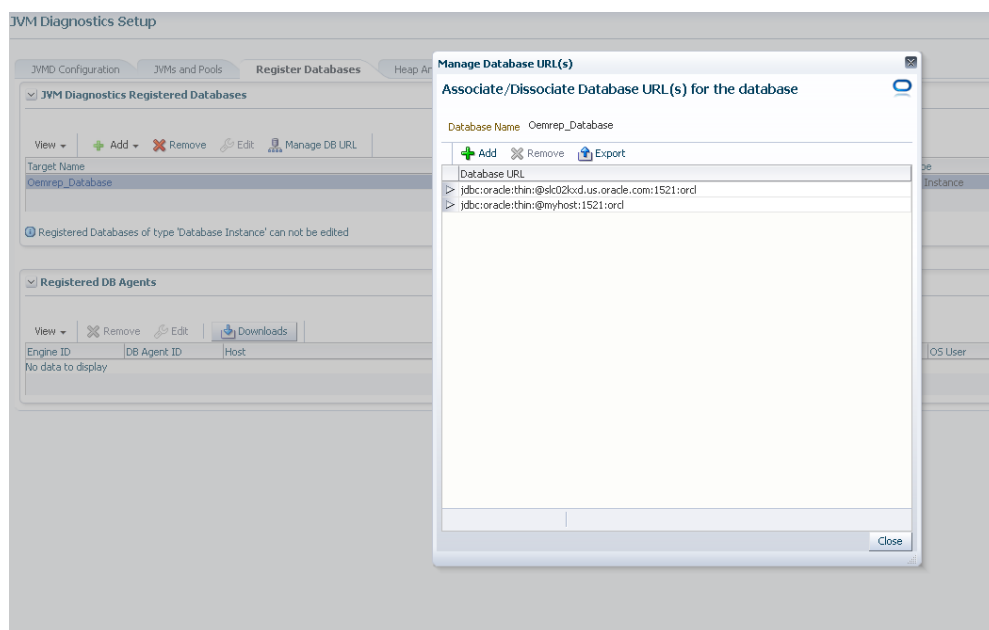 JVM Diagnostics Setup
JVMD Configuration JVMs and Pools Register Databases Heap An
JVM Diagnostics Registered Databases
View Add Remove Edit Manage DB URL
Target Name
Oemrep_Database
Instance
Registered Databases of type 'Database Instance' can not be edited
Registered DB Agents
View Remove Edit Downloads
Engine ID DB Agent ID Host OS User
No data to display
Manage Database URL(s)
Associate/Dissociate Database URL(s) for the database
Database Name Oemrep_Database
Add Remove Export
Database URL
jdbc:oracle:thin:@slc02kxd.us.oracle.com:1521:orcl
jdbc:oracle:thin:@myhost:1521:orcl
Close